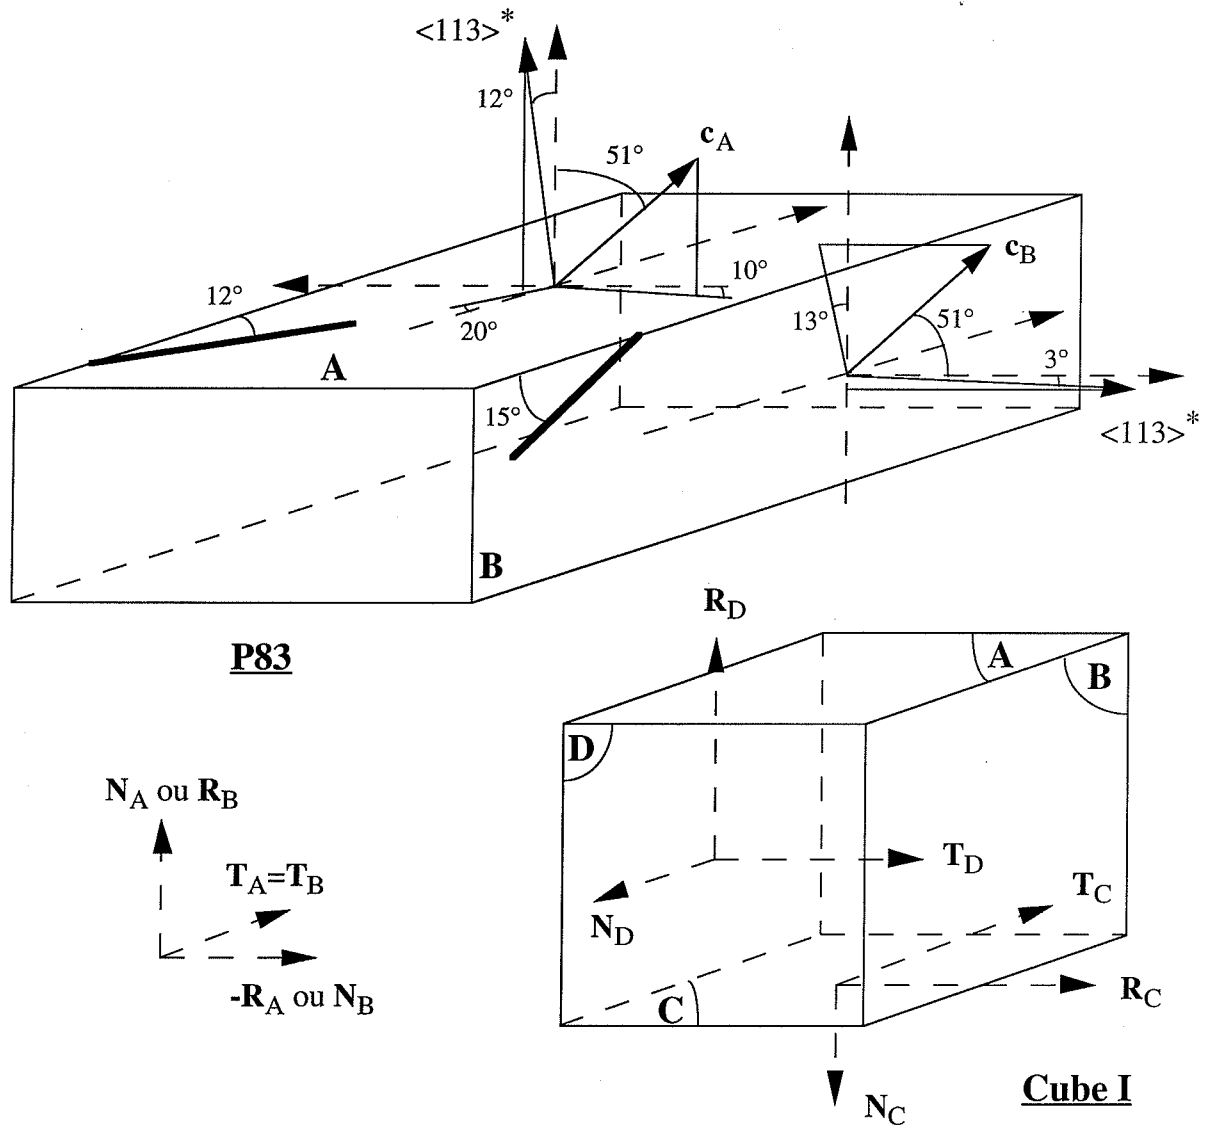 <113>*
12°
51°
cA
cB
10°
12°
20°
13°
51°
3°
A
15°
<113>*
B
P83
RD
A
B
D
NA ou RB
TA=TB
-RA ou NB
TD
TC
ND
RC
C
NC
Cube I